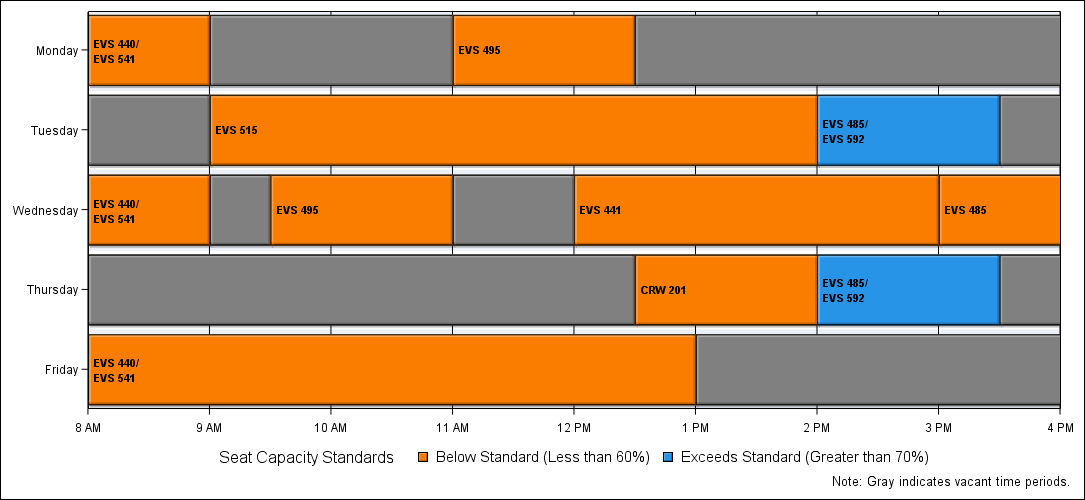 Monday
EVS 440/
EVS 541
EVS 495
Tuesday
EVS 515
EVS 485/
EVS 592
Wednesday
EVS 440/
EVS 541
EVS 495
EVS 441
EVS 485
Thursday
CRW 201
EVS 485/
EVS 592
Friday
EVS 440/
EVS 541
8 AM 9 AM 10 AM 11 AM 12 PM 1 PM 2 PM 3 PM 4 PM
Seat Capacity Standards Below Standard (Less than 60%) Exceeds Standard (Greater than 70%)
Note: Gray indicates vacant time periods.